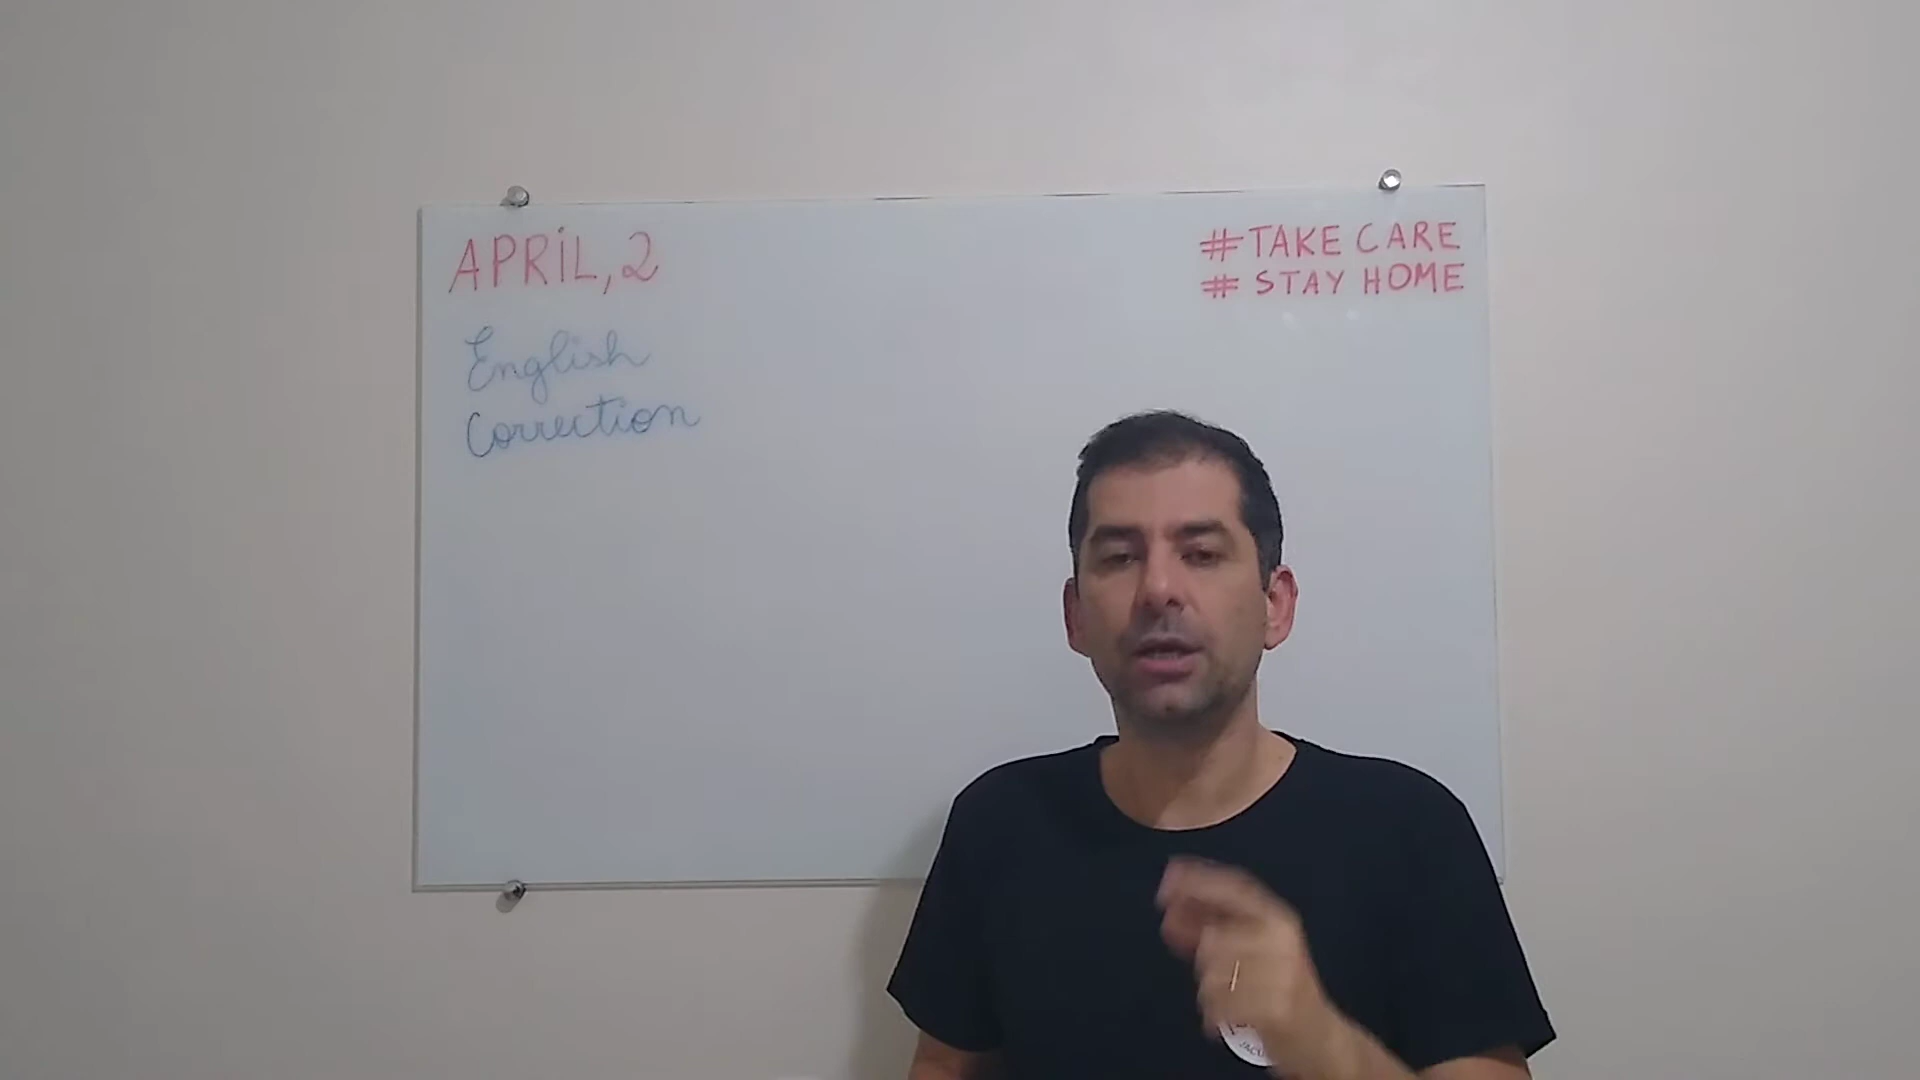 APRIL, 2
#TAKE CARE
# STAY HOME
English
Correction